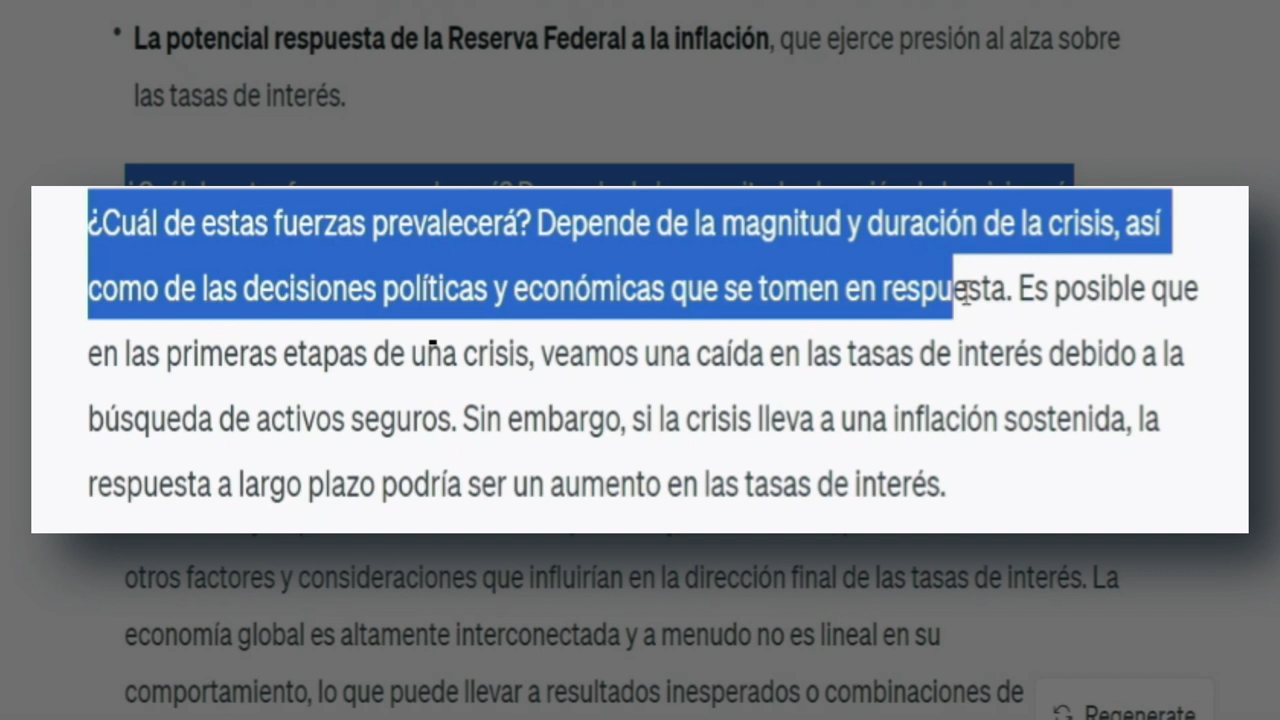 • La potencial respuesta de la Reserva Federal a la inflación, que ejerce presión al alza sobre
las tasas de interés.
¿Cuál de estas fuerzas prevalecerá? Depende de la magnitud y duración de la crisis, así
como de las decisiones políticas y económicas que se tomen en respuesta. Es posible que
en las primeras etapas de una crisis, veamos una caída en las tasas de interés debido a la
búsqueda de activos seguros. Sin embargo, si la crisis lleva a una inflación sostenida, la
respuesta a largo plazo podría ser un aumento en las tasas de interés.
otros factores y consideraciones que influirían en la dirección final de las tasas de interés. La
economía global es altamente interconectada y a menudo no es lineal en su
comportamiento, lo que puede llevar a resultados inesperados o combinaciones de
Regenerate